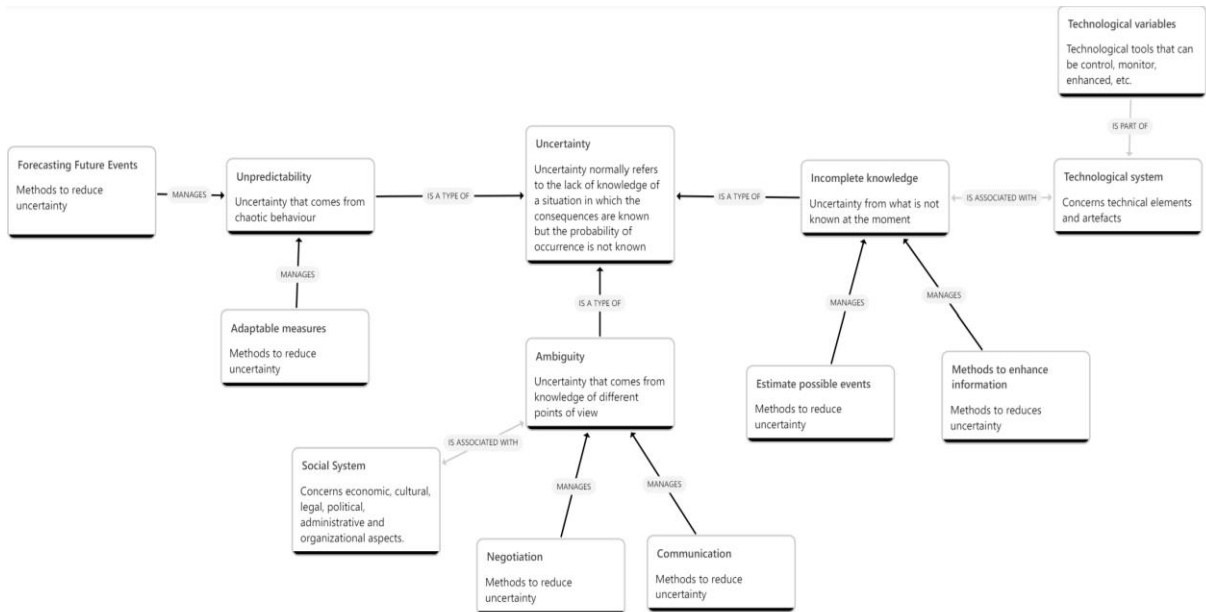 Technological variables
Technological tools that can
be control, monitor,
enhanced, etc.
IS PART OF
Forecasting Future Events
Methods to reduce
uncertainty
MANAGES
Unpredictability
Uncertainty that comes from
chaotic behaviour
IS A TYPE OF
Uncertainty
Uncertainty normally refers
to the lack of knowledge of
a situation in which the
consequences are known
but the probability of
occurrence is not known
IS A TYPE OF
Incomplete knowledge
Uncertainty from what is not
known at the moment
IS ASSOCIATED WITH
Technological system
Concerns technical elements
and artefacts
MANAGES
Adaptable measures
Methods to reduce
uncertainty
IS A TYPE OF
Ambiguity
Uncertainty that comes from
knowledge of different
points of view
MANAGES
MANAGES
Estimate possible events
Methods to reduce
uncertainty
Methods to enhance
information
Methods to reduces
uncertainty
IS ASSOCIATED WITH
Social System
Concerns economic, cultural,
legal, political,
administrative and
organizational aspects.
MANAGES
MANAGES
Negotiation
Methods to reduce
uncertainty
Communication
Methods to reduce
uncertainty